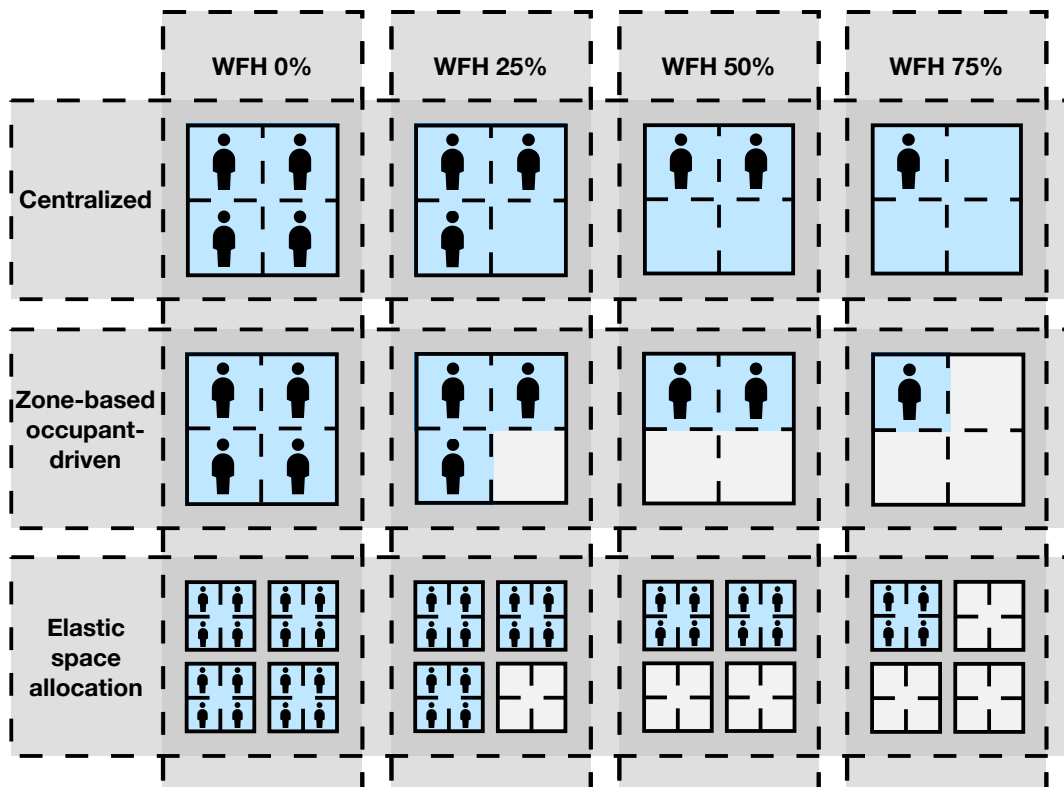 WFH 0%
WFH 25%
WFH 50%
WFH 75%
Centralized
Zone-based
occupant-
driven
Elastic
space
allocation